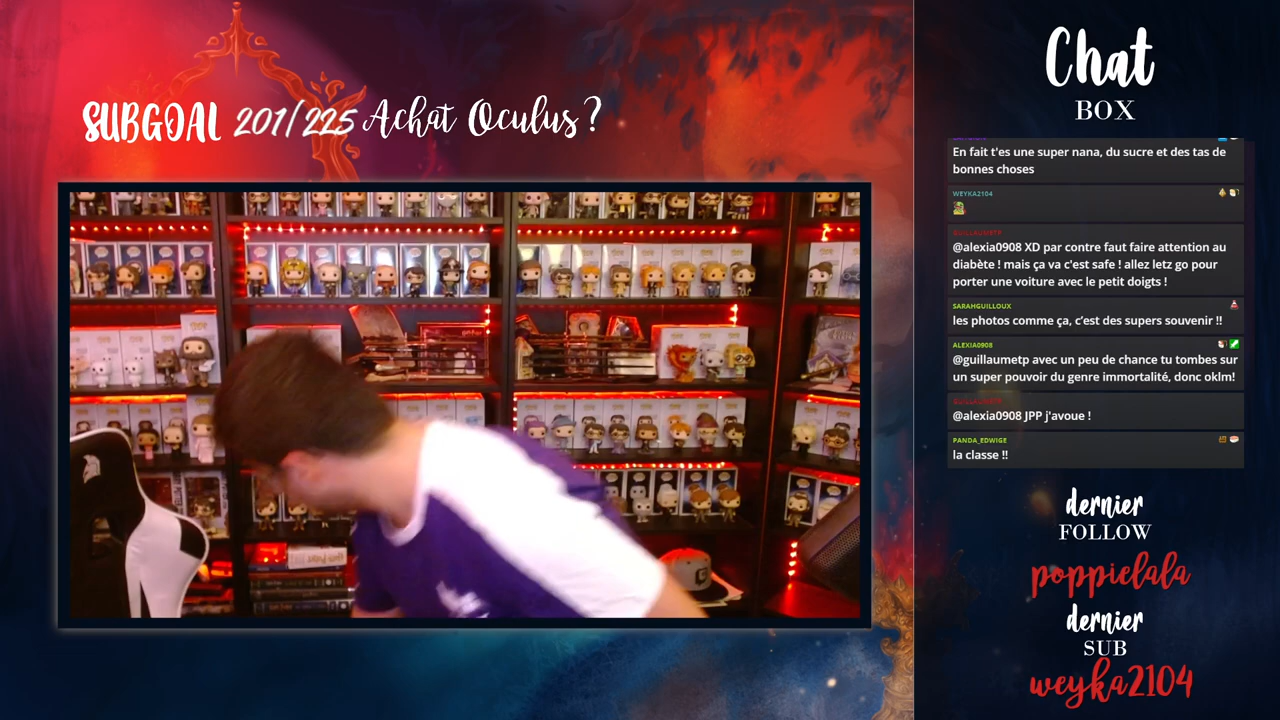 SUBGOAL 201/225 Achat Oculus?
Chat
BOX
En fait t'es une super nana, du sucre et des tas de
bonnes choses
WEYKA2104
GUILLAUMETP
@alexia0908 XD par contre faut faire attention au
diabète ! mais ça va c'est safe ! allez letz go pour
porter une voiture avec le petit doigts !
SARAHGUILLOUX
les photos comme ça, c'est des supers souvenir !!
ALEXIA0908
@guillaumetp avec un peu de chance tu tombes sur
un super pouvoir du genre immortalité, donc oklm!
GUILLAUMETP
@alexia0908 JPP j'avoue !
PANDA_EDWIGE
la classe !!
dernier
FOLLOW
poppielala
dernier
SUB
weyka2104